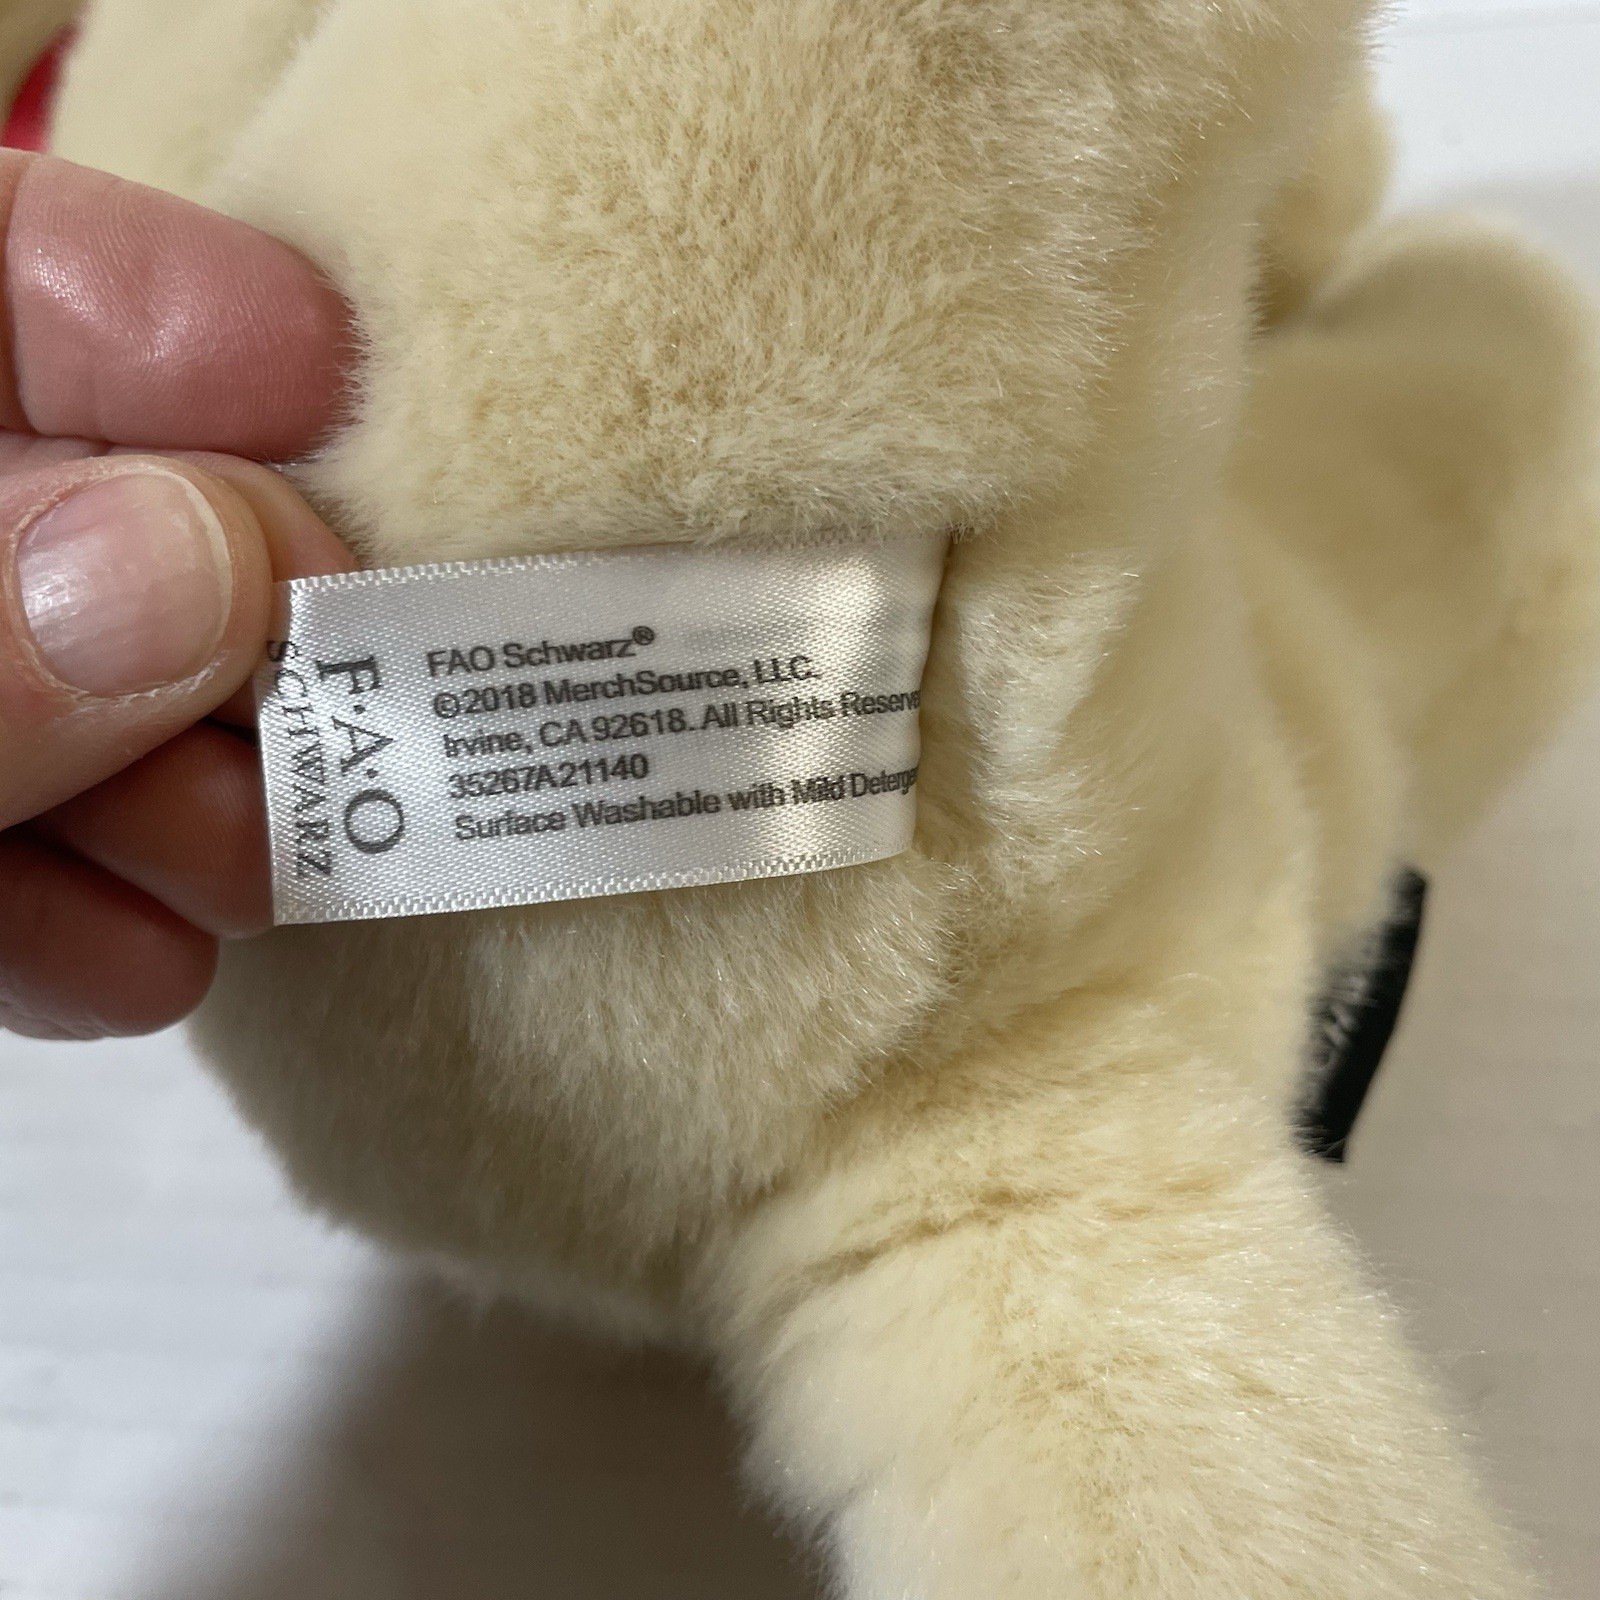 F·A·O
SCHWARZ
FAO Schwarz®
©2018 MerchSource, LLC.
Irvine, CA 92618. All Rights Reserve
35267A21140
Surface Washable with Mild Deterge